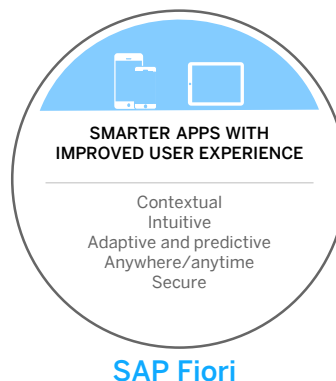 SMARTER APPS WITH
IMPROVED USER EXPERIENCE
Contextual
Intuitive
Adaptive and predictive
Anywhere/anytime
Secure
SAP Fiori